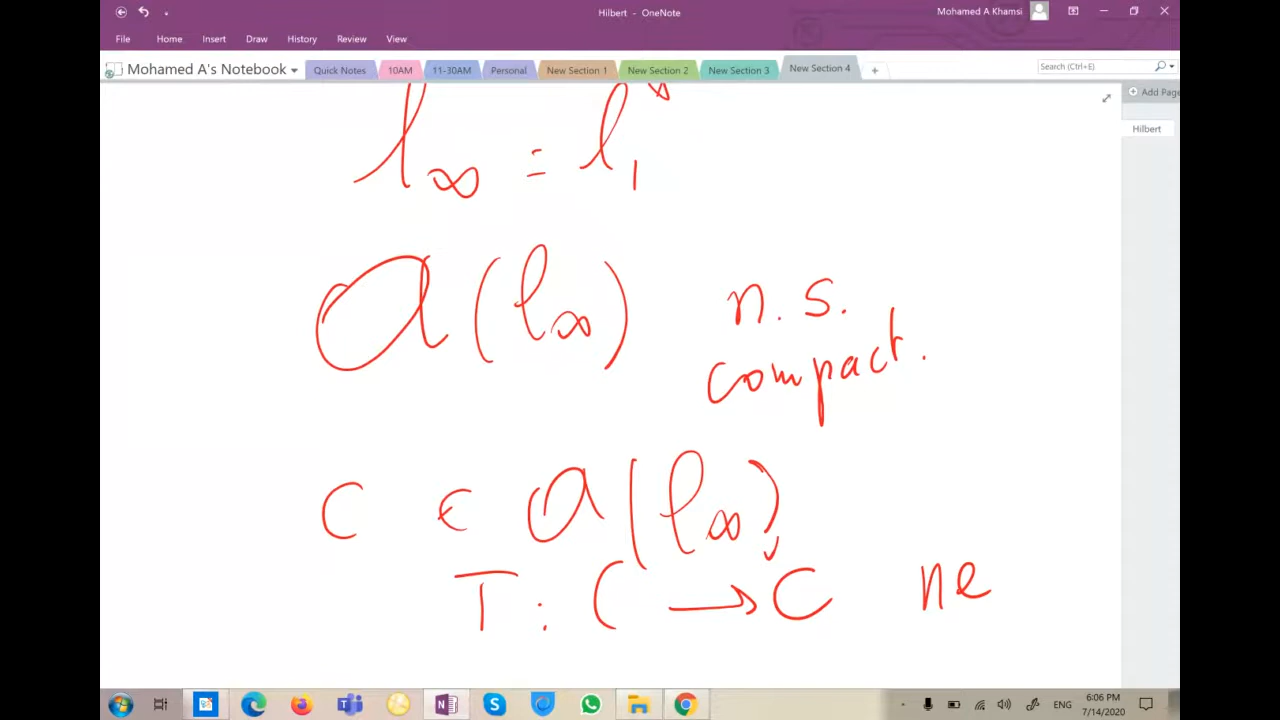 Hilbert - OneNote
Mohamed A Khamsi
File Home Insert Draw History Review View
Mohamed A's Notebook Quick Notes 10AM 11-30AM Personal New Section 1 New Section 2 New Section 3 New Section 4 Search (Ctrl+E)
Add Page
Hilbert
l∞ = l₁*
A(l∞) n.s.
compact.
C ∈ A(l∞),
T : C → C ne
ENG 6:06 PM
7/14/2020